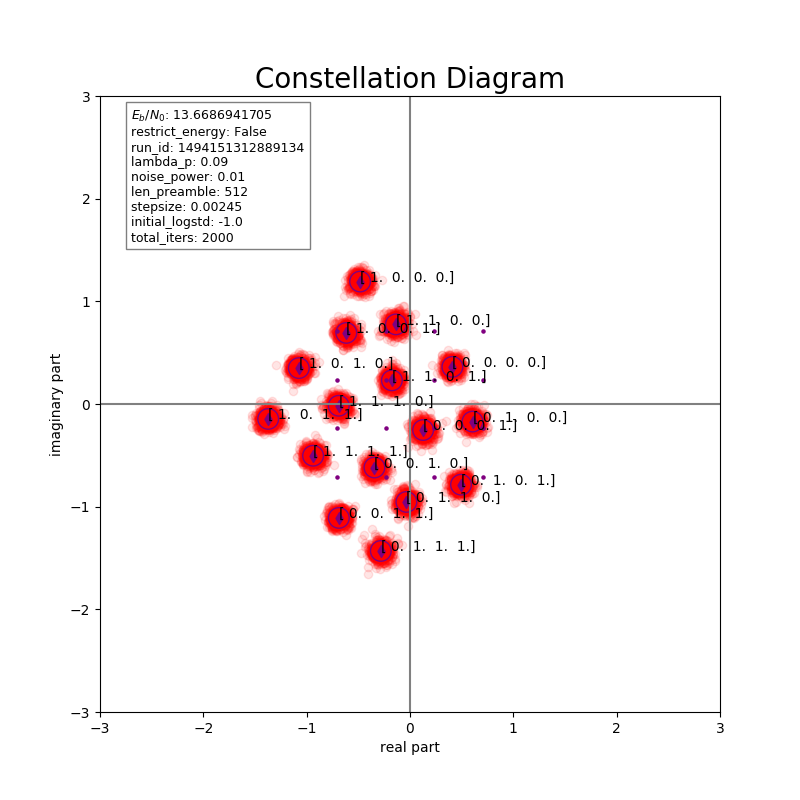 Constellation Diagram
E_b/N_0: 13.6686941705
restrict_energy: False
run_id: 1494151312889134
lambda_p: 0.09
noise_power: 0.01
len_preamble: 512
stepsize: 0.00245
initial_logstd: -1.0
total_iters: 2000
3
2
1
0
−1
−2
−3
imaginary part
[ 1. 0. 0. 0.]
[ 1. 1. 0. 0.]
[ 1. 0. 0. 1.]
[ 1. 0. 1. 0.]
[ 0. 0. 0. 0.]
[ 1. 1. 0. 1.]
[ 1. 1. 1. 0.]
[ 1. 0. 1. 1.]
[ 0. 1. 0. 0.]
[ 0. 0. 0. 1.]
[ 1. 1. 1. 1.]
[ 0. 0. 1. 0.]
[ 0. 1. 0. 1.]
[ 0. 1. 1. 0.]
[ 0. 0. 1. 1.]
[ 0. 1. 1. 1.]
−3 −2 −1 0 1 2 3
real part